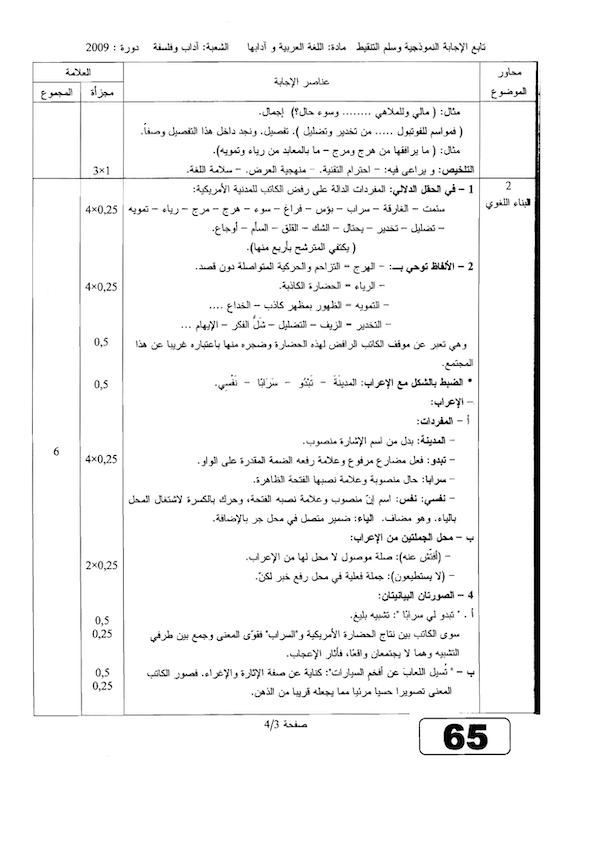 تابع الإجابة النموذجية وسلم التنقيط مادة: اللغة العربية و آدابها الشعبة: آداب وفلسفة دورة : 2009
محاور الموضوع
عناصر الإجابة
العلامة
مجزأة
المجموع
مثال: ( مالي وللملاهي ........ وسوء حال؟) إجمال.
( فمواسم للفوتبول ..... من تخدير وتضليل ). تفصيل. ونجد داخل هذا التفصيل وصفاً.
مثال: ( ما يرافقها من هرج ومرج – ما بالمعابد من رياء وتمويه).
التلخيص: و يراعى فيه: – احترام التقنية. – منهجية العرض. – سلامة اللغة.
3×1
2
البناء اللغوي
1 – في الحقل الدلالي: المفردات الدالة على رفض الكاتب للمدنية الأمريكية:
سئمت – الغارقة – سراب – بؤس – فراغ – سوء – هرج – مرج – رياء – تمويه
4×0,25
– تضليل – تخدير – يحتال – الشك – القلق – السأم – أوجاع.
( يكتفي المترشح بأربع منها).
2 – الألفاظ توحي بـ: – الهرج = التزاحم والحركية المتواصلة دون قصد.
– الرياء = الحضارة الكاذبة.
4×0,25
– التمويه = الظهور بمظهر كاذب – الخداع ....
– التخدير = الزيف – التضليل – شلُّ الفكر – الإيهام ...
وهي تعبر عن موقف الكاتب الرافض لهذه الحضارة وضجره منها باعتباره غريبا عن هذا
0,5
المجتمع.
* الضبط بالشكل مع الإعراب: المدينَة – تَبْدُو – سَرَابًا – نَفْسِي.
0,5
– الإعراب:
أ – المفردات:
– المدينة: بدل من اسم الإشارة منصوب.
6
– تبدو: فعل مضارع مرفوع وعلامة رفعه الضمة المقدرة على الواو.
4×0,25
– سرابا: حال منصوبة وعلامة نصبها الفتحة الظاهرة.
– نفسي: نفس: اسم إنّ منصوب وعلامة نصبه الفتحة، وحرك بالكسرة لاشتغال المحل
بالياء. وهو مضاف. الياء: ضمير متصل في محل جر بالإضافة.
ب – محل الجملتين من الإعراب:
– (أفتّش عنه): صلة موصول لا محل لها من الإعراب.
2×0,25
– (لا يستطيعون): جملة فعلية في محل رفع خبر لكنّ.
4 – الصورتان البيانيتان:
أ . " تبدو لي سرابًا ": تشبيه بليغ.
0,5
سوى الكاتب بين نتاج الحضارة الأمريكية و"السراب" فقوّى المعنى وجمع بين طرفي
0,25
التشبيه وهما لا يجتمعان واقعًا، فأثار الإعجاب.
ب – " تُسيل اللعابَ عن أفخم السيارات": كناية عن صفة الإثارة والإغراء. فصور الكاتب
0,5
المعنى تصويرا حسيا مرئيا مما يجعله قريبا من الذهن.
0,25
صفحة 4/3
65